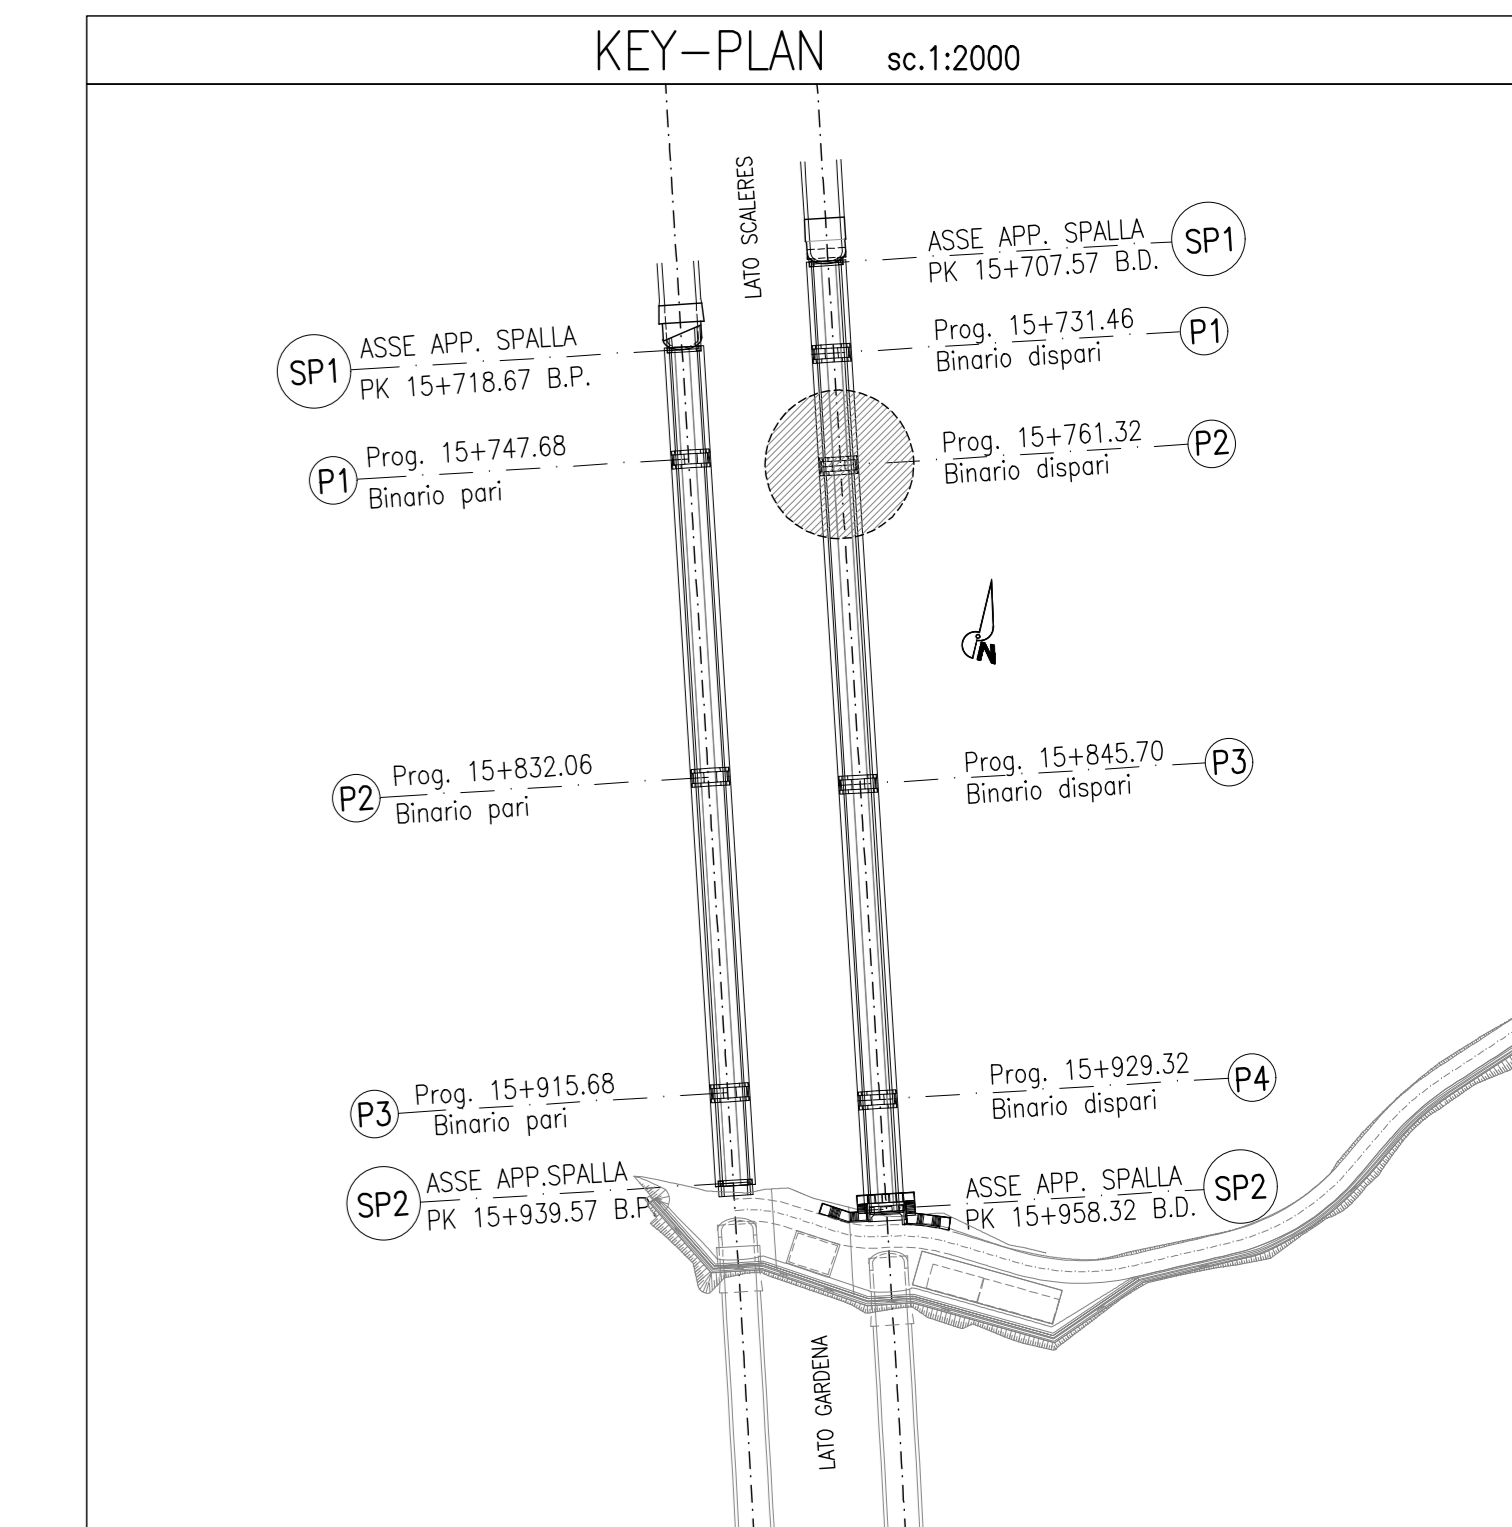 KEY-PLAN sc.1:2000
LATO SCALERES
ASSE APP. SPALLA
PK 15+707.57 B.D.
SP1
Prog. 15+731.46
Binario dispari
P1
SP1
ASSE APP. SPALLA
PK 15+718.67 B.P.
P1
Prog. 15+747.68
Binario pari
Prog. 15+761.32
Binario dispari
P2
N
P2
Prog. 15+832.06
Binario pari
Prog. 15+845.70
Binario dispari
P3
P3
Prog. 15+915.68
Binario pari
Prog. 15+929.32
Binario dispari
P4
SP2
ASSE APP.SPALLA
PK 15+939.57 B.P
ASSE APP. SPALLA
PK 15+958.32 B.D.
SP2
LATO GARDENA